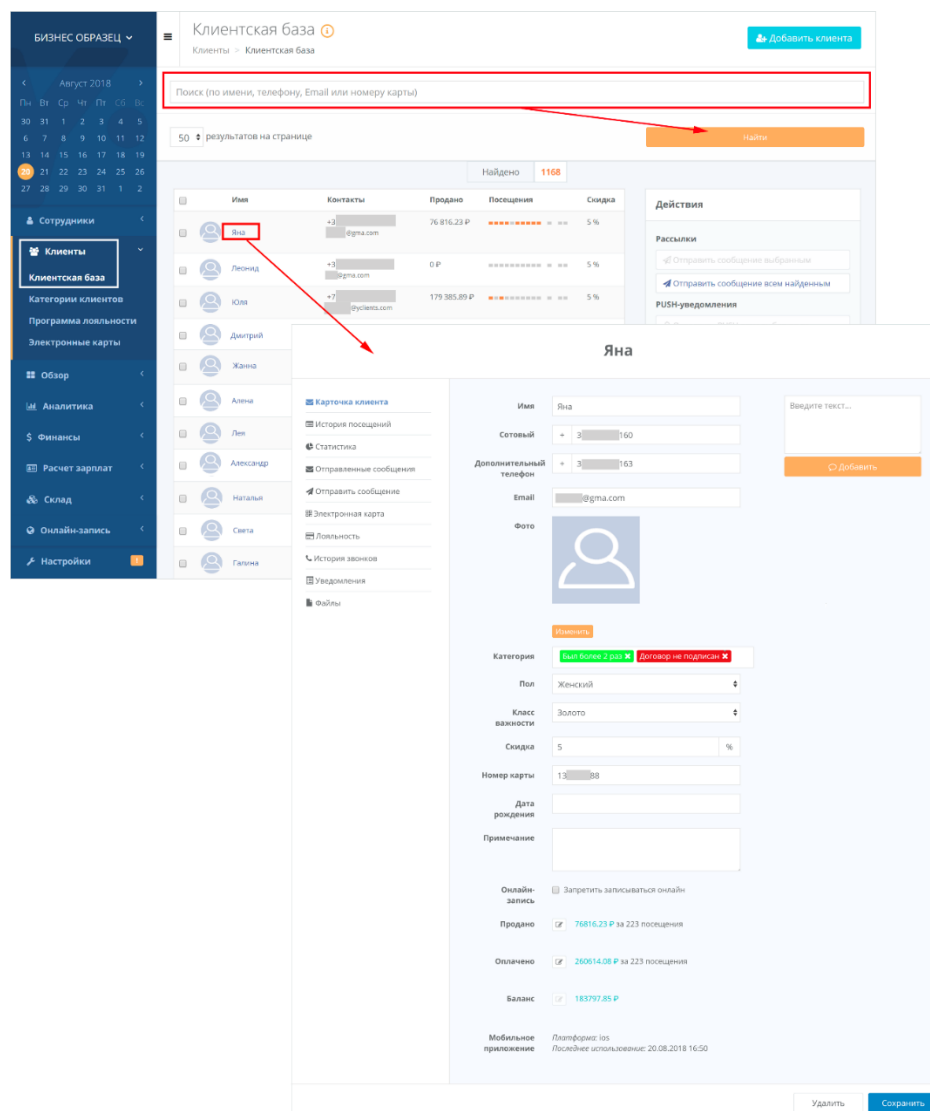 БИЗНЕС ОБРАЗЕЦ
Клиентская база
Клиенты > Клиентская база
Добавить клиента
Август 2018
Пн Вт Ср Чт Пт Сб Вс
30 31 1 2 3 4 5
6 7 8 9 10 11 12
13 14 15 16 17 18 19
20 21 22 23 24 25 26
27 28 29 30 31 1 2
Сотрудники
Клиенты
Клиентская база
Категории клиентов
Программа лояльности
Электронные карты
Обзор
Аналитика
$ Финансы
Расчет зарплат
Склад
Онлайн-запись
Настройки
Поиск (по имени, телефону, Email или номеру карты)
50 результатов на странице
Найти
Найдено 1168
Имя Контакты Продано Посещения Скидка
Яна +3 @gma.com 76 816.23 ₽ 5 %
Леонид +3 @gma.com 0 ₽ 5 %
Юля +7 @yclients.com 179 385.89 ₽ 5 %
Дмитрий
Жанна
Алена
Лея
Александр
Наталья
Света
Галина
Действия
Рассылки
Отправить сообщение выбранным
Отправить сообщение всем найденным
PUSH-уведомления
Яна
Карточка клиента
История посещений
Статистика
Отправленные сообщения
Отправить сообщение
Электронная карта
Лояльность
История звонков
Уведомления
Файлы
Имя Яна
Сотовый + 3 160
Дополнительный телефон + 3 163
Email @gma.com
Фото
Изменить
Категория Был более 2 раз Договор не подписан
Пол Женский
Класс важности Золото
Скидка 5 %
Номер карты 13 88
Дата рождения
Примечание
Онлайн-запись Запретить записываться онлайн
Продано 76816.23 ₽ за 223 посещения
Оплачено 260614.08 ₽ за 223 посещения
Баланс 183797.85 ₽
Мобильное приложение Платформа: ios
Последнее использование: 20.08.2018 16:50
Введите текст...
Добавить
Удалить Сохранить